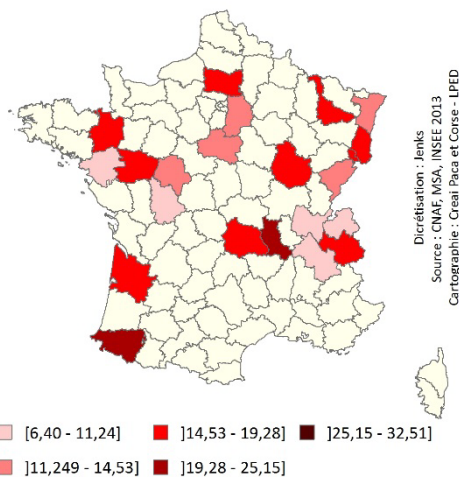 Dicrétisation : Jenks
Source : CNAF, MSA, INSEE 2013
Cartographie : Creai Paca et Corse - LPED
[6,40 - 11,24]
]14,53 - 19,28]
]25,15 - 32,51]
]11,249 - 14,53]
]19,28 - 25,15]